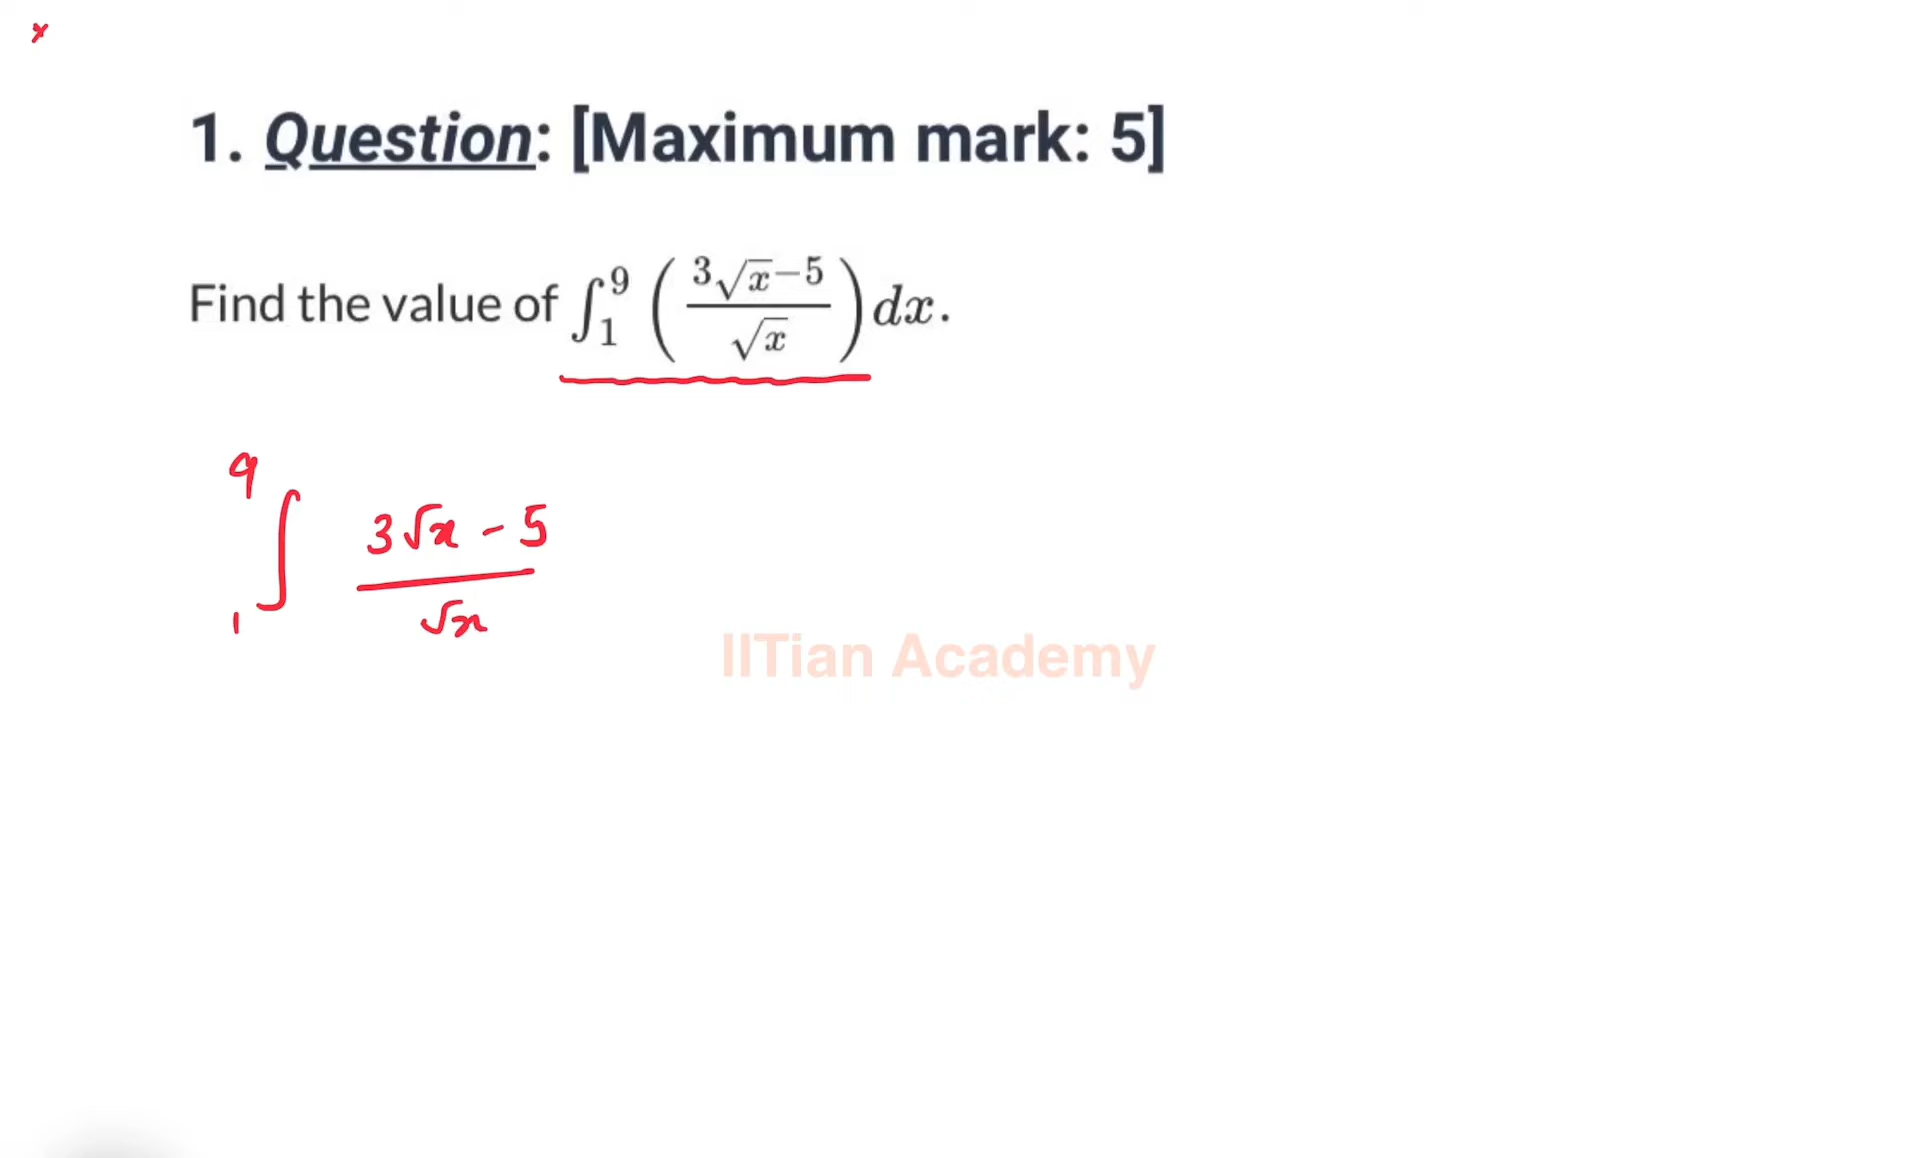 1. Question: [Maximum mark: 5]
Find the value of ∫₁⁹ ( (3√x−5)/√x ) dx.
9
∫ (3√x - 5)/√x
1
IITian Academy